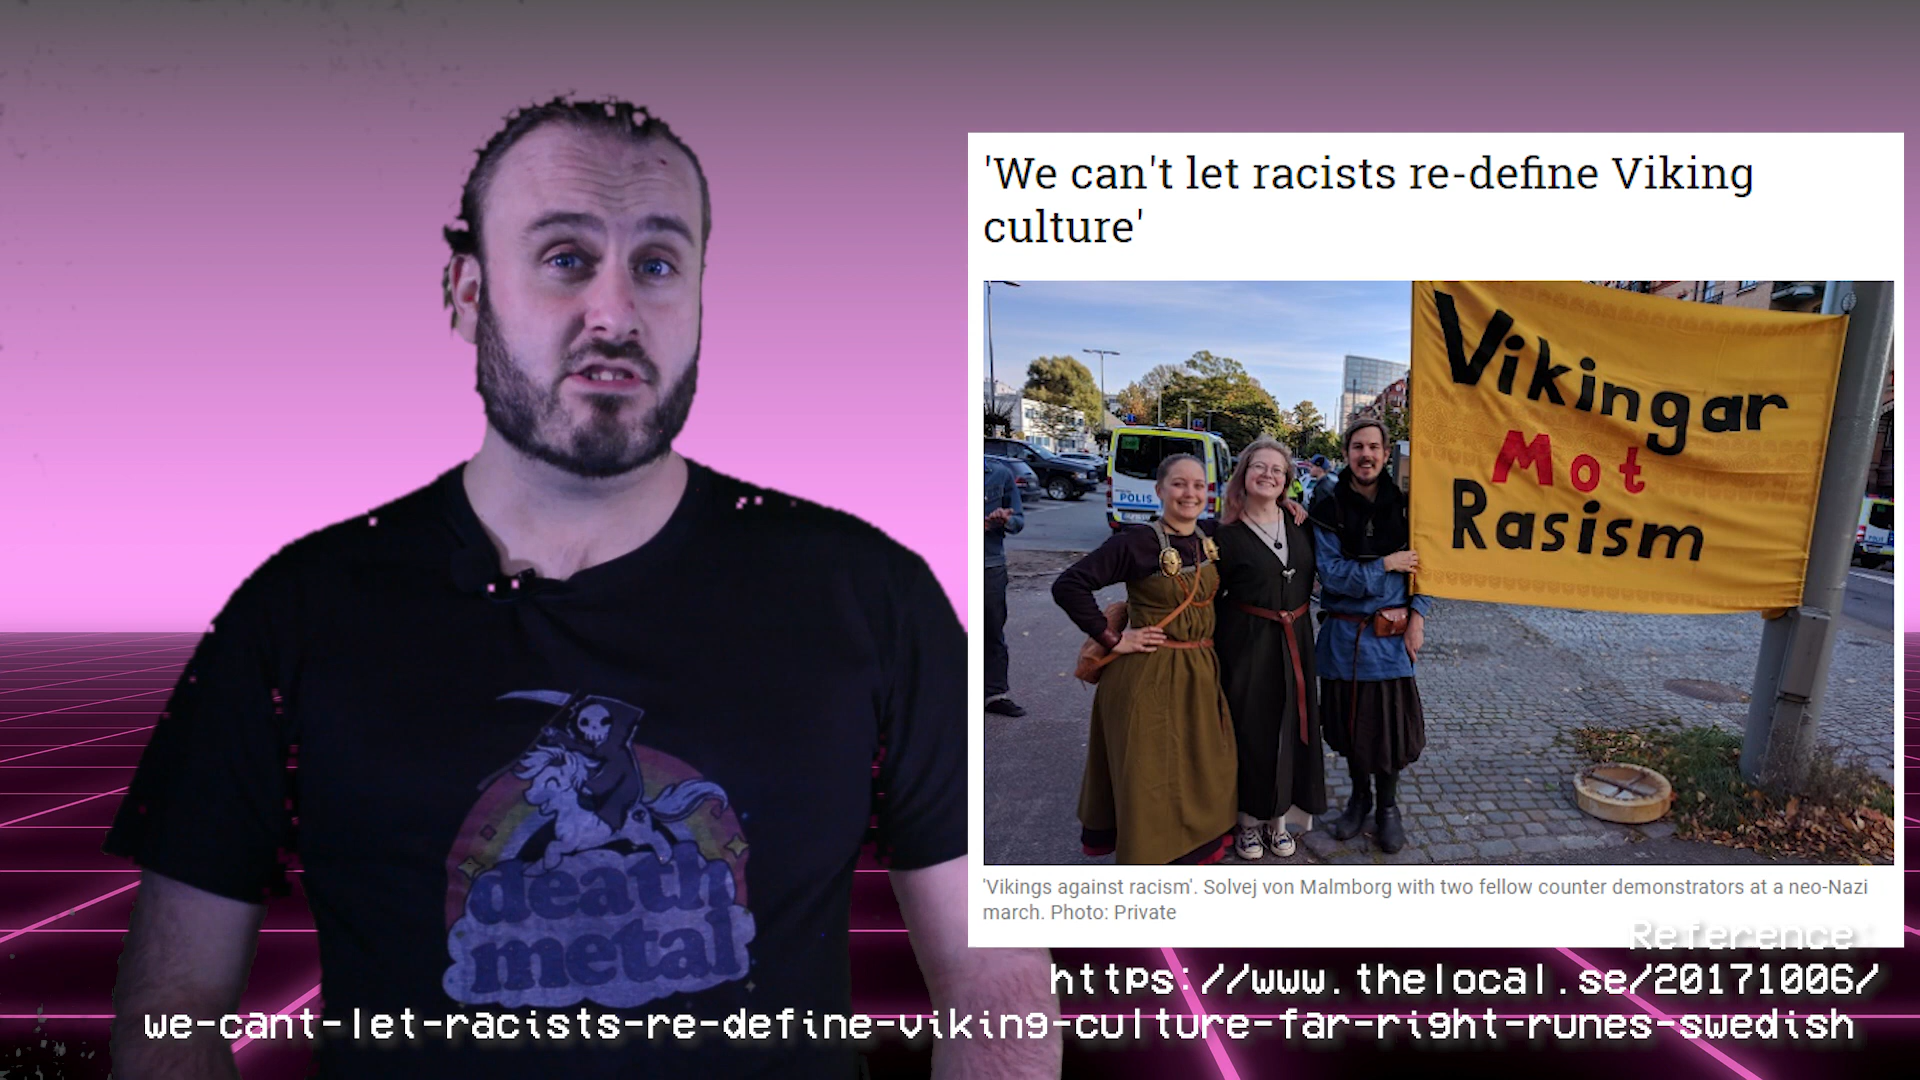 'We can't let racists re-define Viking
culture'
Vikingar
Mot
Rasism
POLIS
'Vikings against racism'. Solvej von Malmborg with two fellow counter demonstrators at a neo-Nazi
march. Photo: Private
death
metal
Reference:
https://www.thelocal.se/20171006/
we-cant-let-racists-re-define-viking-culture-far-right-runes-swedish